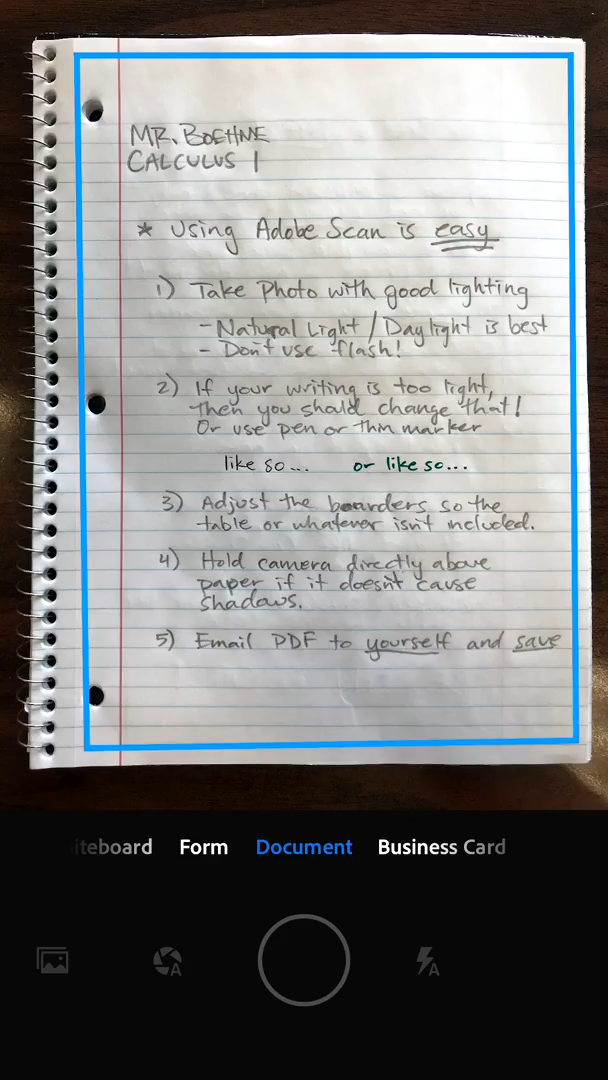 MR. BOEHNE
CALCULUS 1
* Using Adobe Scan is easy
1) Take Photo with good lighting
- Natural Light / Daylight is best
- Don't use flash!
2) If your writing is too light,
then you should change that!
Or use pen or thin marker
like so... or like so...
3) Adjust the boarders so the
table or whatever isn't included.
4) Hold camera directly above
paper if it doesn't cause
shadows.
5) Email PDF to yourself and save
iteboard Form Document Business Card
A A